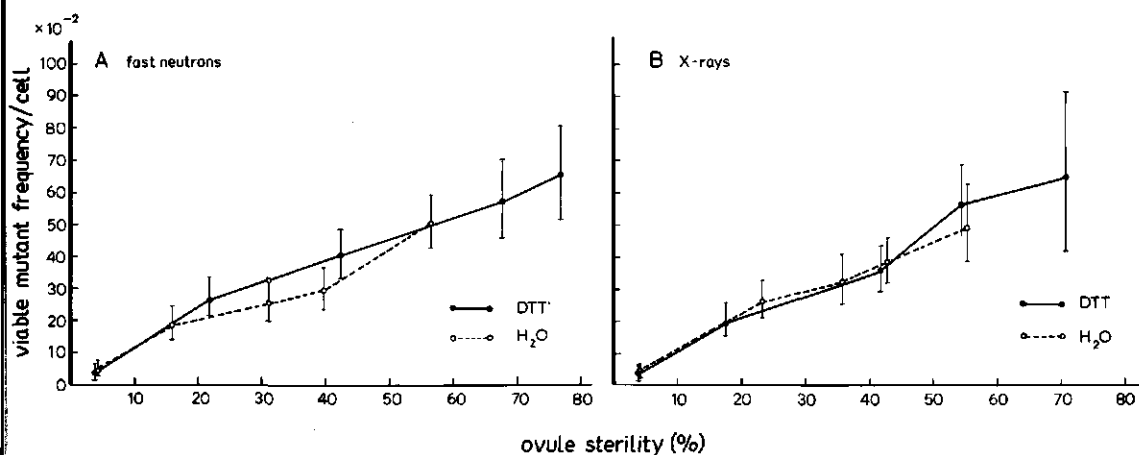 ×10⁻²
A fast neutrons
B X-rays
viable mutant frequency/cell
100
90
80
70
60
50
40
30
20
10
0
DTT
H₂O
DTT
H₂O
10 20 30 40 50 60 70 80
10 20 30 40 50 60 70 80
ovule sterility (%)